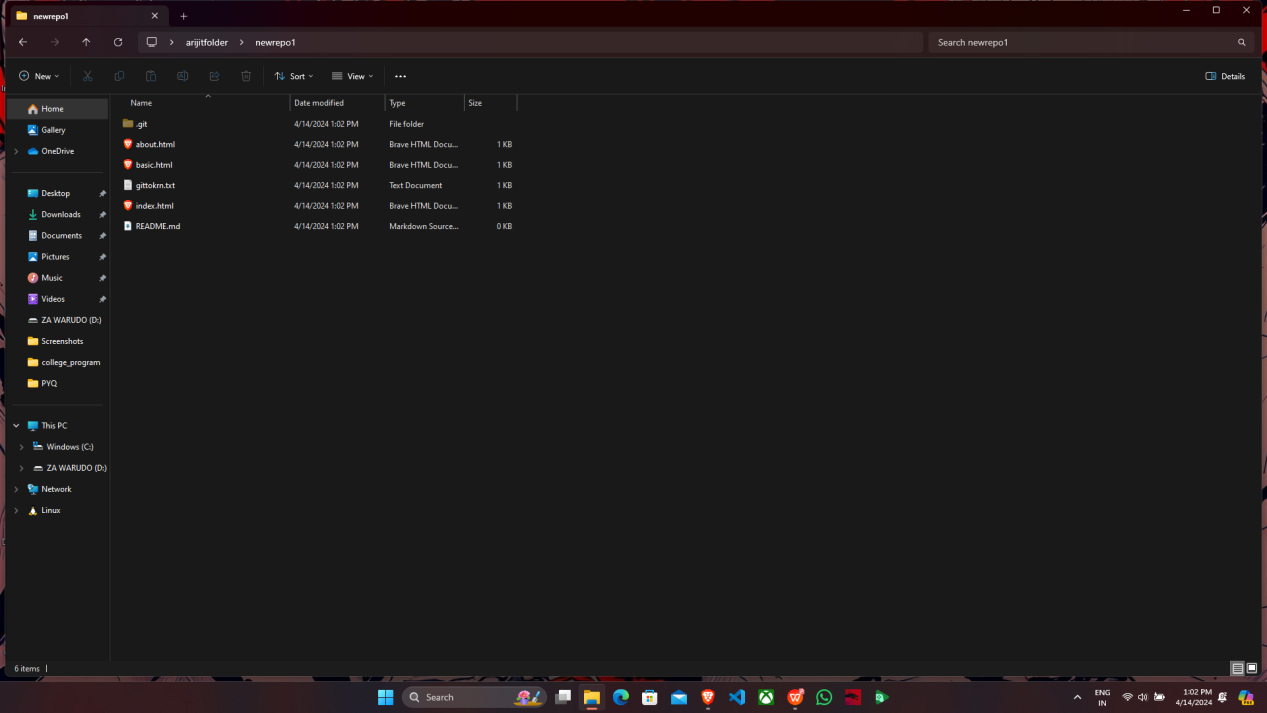 newrepo1
arijitfolder > newrepo1
Search newrepo1
New
Sort
View
Details
Name Date modified Type Size
.git 4/14/2024 1:02 PM File folder
about.html 4/14/2024 1:02 PM Brave HTML Docu... 1 KB
basic.html 4/14/2024 1:02 PM Brave HTML Docu... 1 KB
gittokrn.txt 4/14/2024 1:02 PM Text Document 1 KB
index.html 4/14/2024 1:02 PM Brave HTML Docu... 1 KB
README.md 4/14/2024 1:02 PM Markdown Source... 0 KB
Home
Gallery
OneDrive
Desktop
Downloads
Documents
Pictures
Music
Videos
ZA WARUDO (D:)
Screenshots
college_program
PYQ
This PC
Windows (C:)
ZA WARUDO (D:)
Network
Linux
6 items
Search
ENG
IN
1:02 PM
4/14/2024